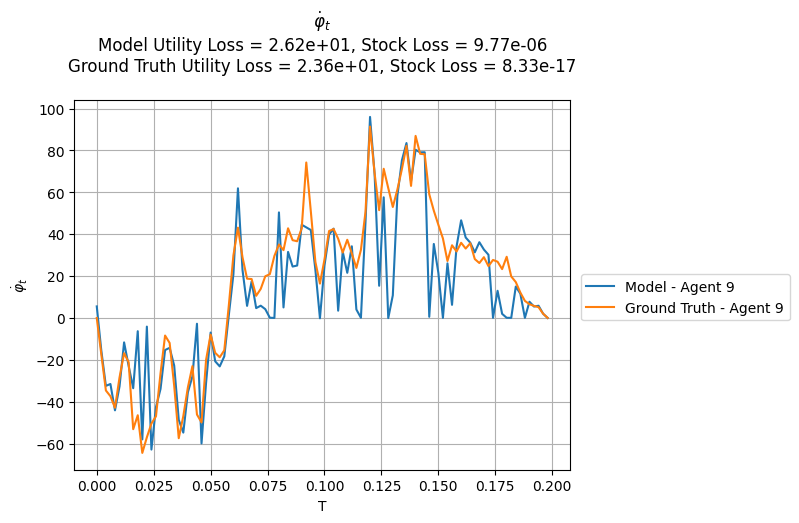 φ̇ₜ
Model Utility Loss = 2.62e+01, Stock Loss = 9.77e-06
Ground Truth Utility Loss = 2.36e+01, Stock Loss = 8.33e-17
100
80
60
40
20
0
−20
−40
−60
φ̇ₜ
0.000
0.025
0.050
0.075
0.100
0.125
0.150
0.175
0.200
T
Model - Agent 9
Ground Truth - Agent 9